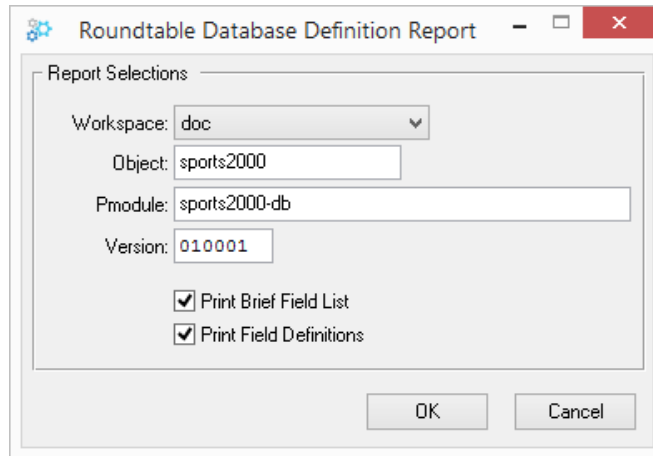 Roundtable Database Definition Report
Report Selections
Workspace: doc
Object: sports2000
Pmodule: sports2000-db
Version: 010001
Print Brief Field List
Print Field Definitions
OK Cancel